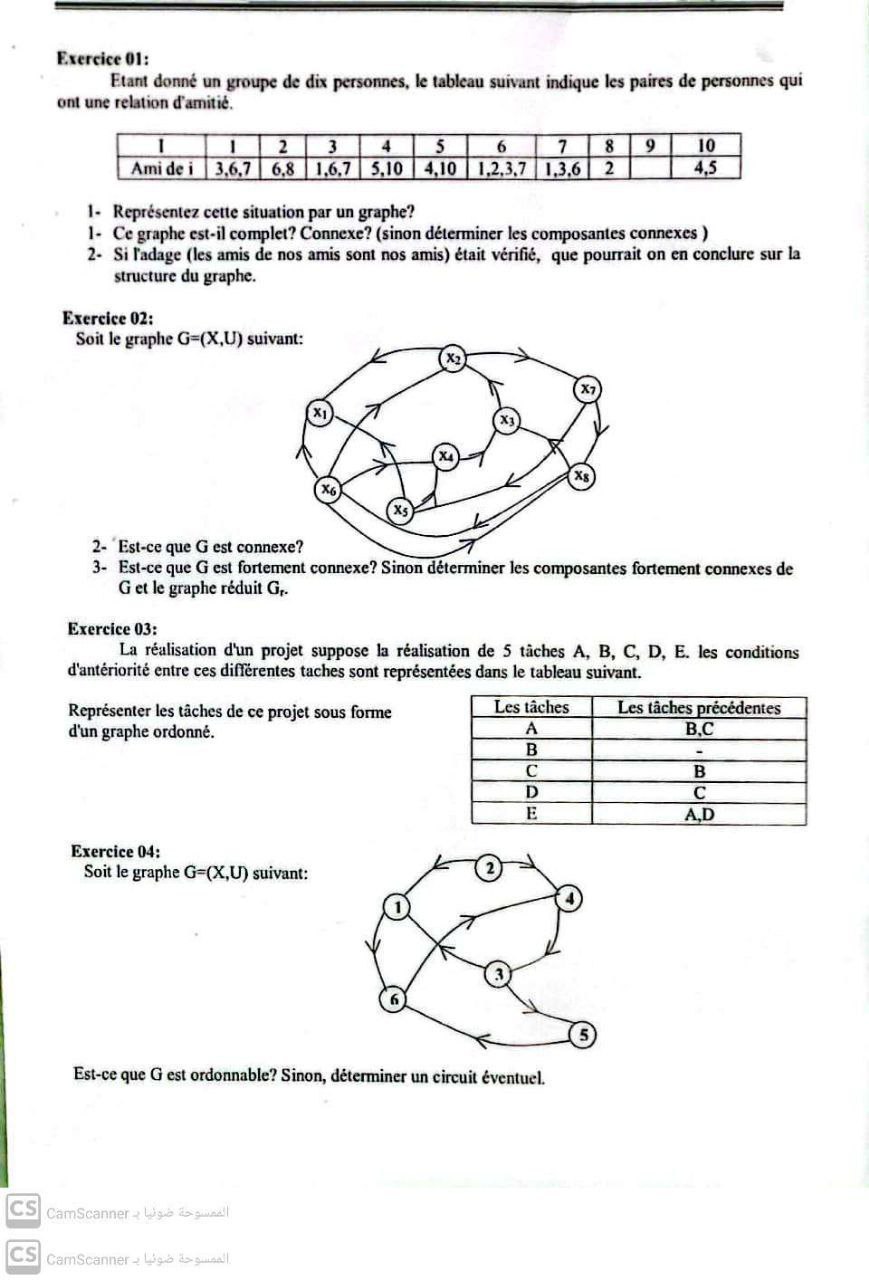 Exercice 01:
Etant donné un groupe de dix personnes, le tableau suivant indique les paires de personnes qui
ont une relation d'amitié.
I 1 2 3 4 5 6 7 8 9 10
Ami de i 3,6,7 6,8 1,6,7 5,10 4,10 1,2,3,7 1,3,6 2 4,5
1- Représentez cette situation par un graphe?
1- Ce graphe est-il complet? Connexe? (sinon déterminer les composantes connexes )
2- Si l'adage (les amis de nos amis sont nos amis) était vérifié, que pourrait on en conclure sur la
structure du graphe.
Exercice 02:
Soit le graphe G=(X,U) suivant:
X2
X7
X1
X3
X4
X8
X6
X5
2- Est-ce que G est connexe?
3- Est-ce que G est fortement connexe? Sinon déterminer les composantes fortement connexes de
G et le graphe réduit Gr.
Exercice 03:
La réalisation d'un projet suppose la réalisation de 5 tâches A, B, C, D, E. les conditions
d'antériorité entre ces différentes taches sont représentées dans le tableau suivant.
Représenter les tâches de ce projet sous forme
d'un graphe ordonné.
Les tâches Les tâches précédentes
A B,C
B -
C B
D C
E A,D
Exercice 04:
Soit le graphe G=(X,U) suivant:
2
4
1
3
6
5
Est-ce que G est ordonnable? Sinon, déterminer un circuit éventuel.
CS CamScanner الممسوحة ضوئيا بـ
CS CamScanner الممسوحة ضوئيا بـ